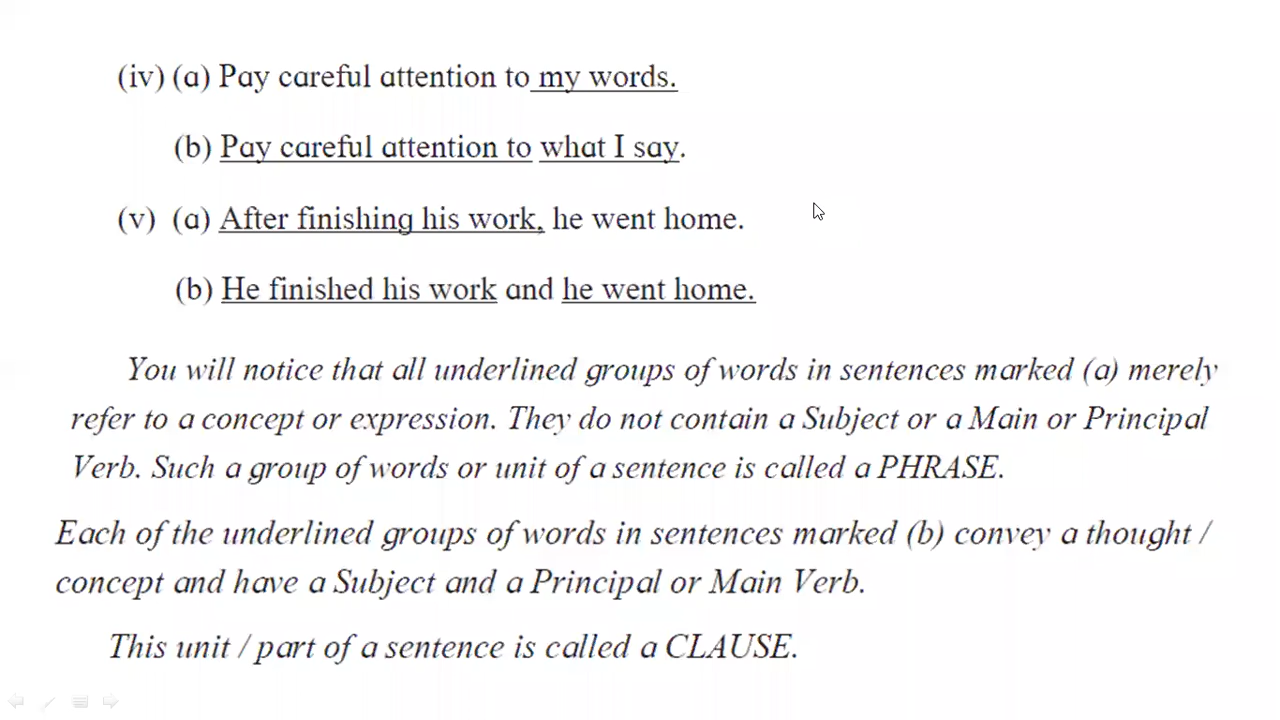 (iv) (a) Pay careful attention to my words.
(b) Pay careful attention to what I say.
(v) (a) After finishing his work, he went home.
(b) He finished his work and he went home.
You will notice that all underlined groups of words in sentences marked (a) merely
refer to a concept or expression. They do not contain a Subject or a Main or Principal
Verb. Such a group of words or unit of a sentence is called a PHRASE.
Each of the underlined groups of words in sentences marked (b) convey a thought /
concept and have a Subject and a Principal or Main Verb.
This unit / part of a sentence is called a CLAUSE.